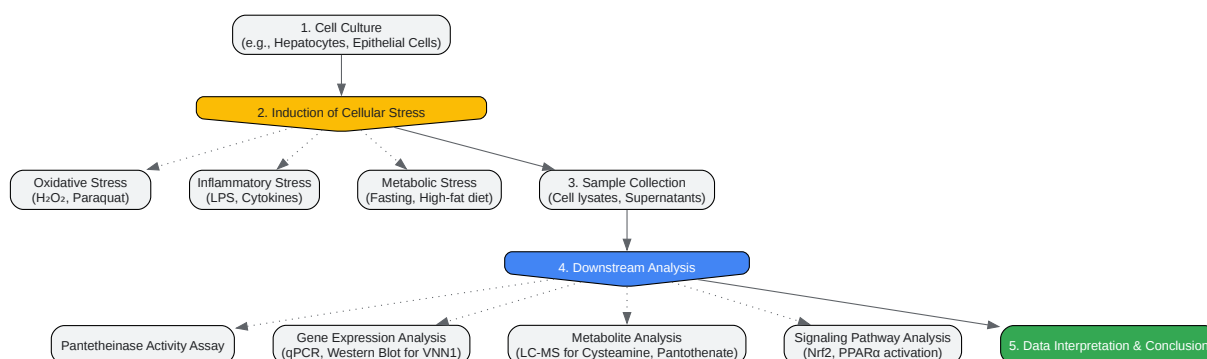 1. Cell Culture
(e.g., Hepatocytes, Epithelial Cells)
2. Induction of Cellular Stress
Oxidative Stress
(H₂O₂, Paraquat)
Inflammatory Stress
(LPS, Cytokines)
Metabolic Stress
(Fasting, High-fat diet)
3. Sample Collection
(Cell lysates, Supernatants)
4. Downstream Analysis
Pantetheinase Activity Assay
Gene Expression Analysis
(qPCR, Western Blot for VNN1)
Metabolite Analysis
(LC-MS for Cysteamine, Pantothenate)
Signaling Pathway Analysis
(Nrf2, PPARα activation)
5. Data Interpretation & Conclusion